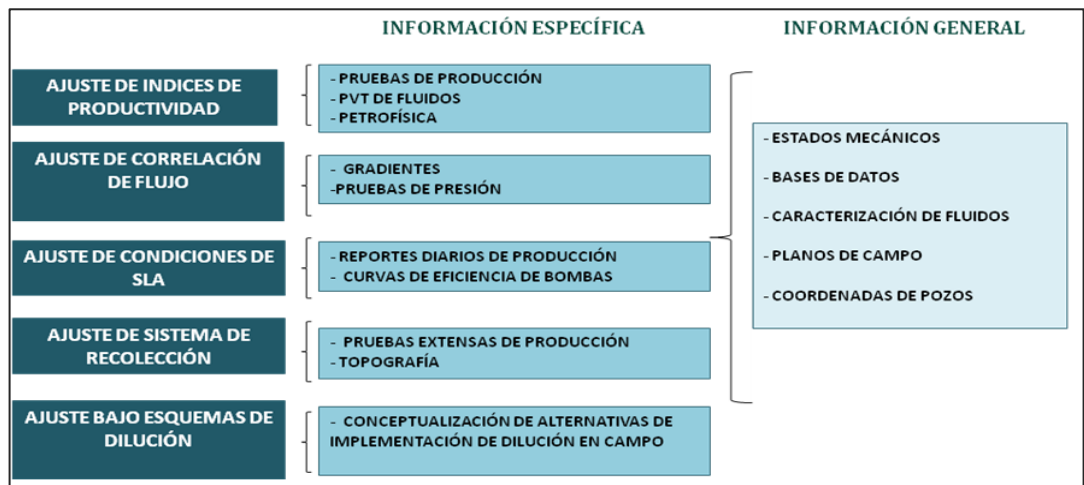 INFORMACIÓN ESPECÍFICA
INFORMACIÓN GENERAL
AJUSTE DE INDICES DE
PRODUCTIVIDAD
- PRUEBAS DE PRODUCCIÓN
- PVT DE FLUIDOS
- PETROFÍSICA
AJUSTE DE CORRELACIÓN
DE FLUJO
- GRADIENTES
-PRUEBAS DE PRESIÓN
AJUSTE DE CONDICIONES DE
SLA
- REPORTES DIARIOS DE PRODUCCIÓN
- CURVAS DE EFICIENCIA DE BOMBAS
AJUSTE DE SISTEMA DE
RECOLECCIÓN
- PRUEBAS EXTENSAS DE PRODUCCIÓN
- TOPOGRAFÍA
AJUSTE BAJO ESQUEMAS DE
DILUCIÓN
- CONCEPTUALIZACIÓN DE ALTERNATIVAS DE
IMPLEMENTACIÓN DE DILUCIÓN EN CAMPO
- ESTADOS MECÁNICOS
- BASES DE DATOS
- CARACTERIZACIÓN DE FLUIDOS
- PLANOS DE CAMPO
- COORDENADAS DE POZOS